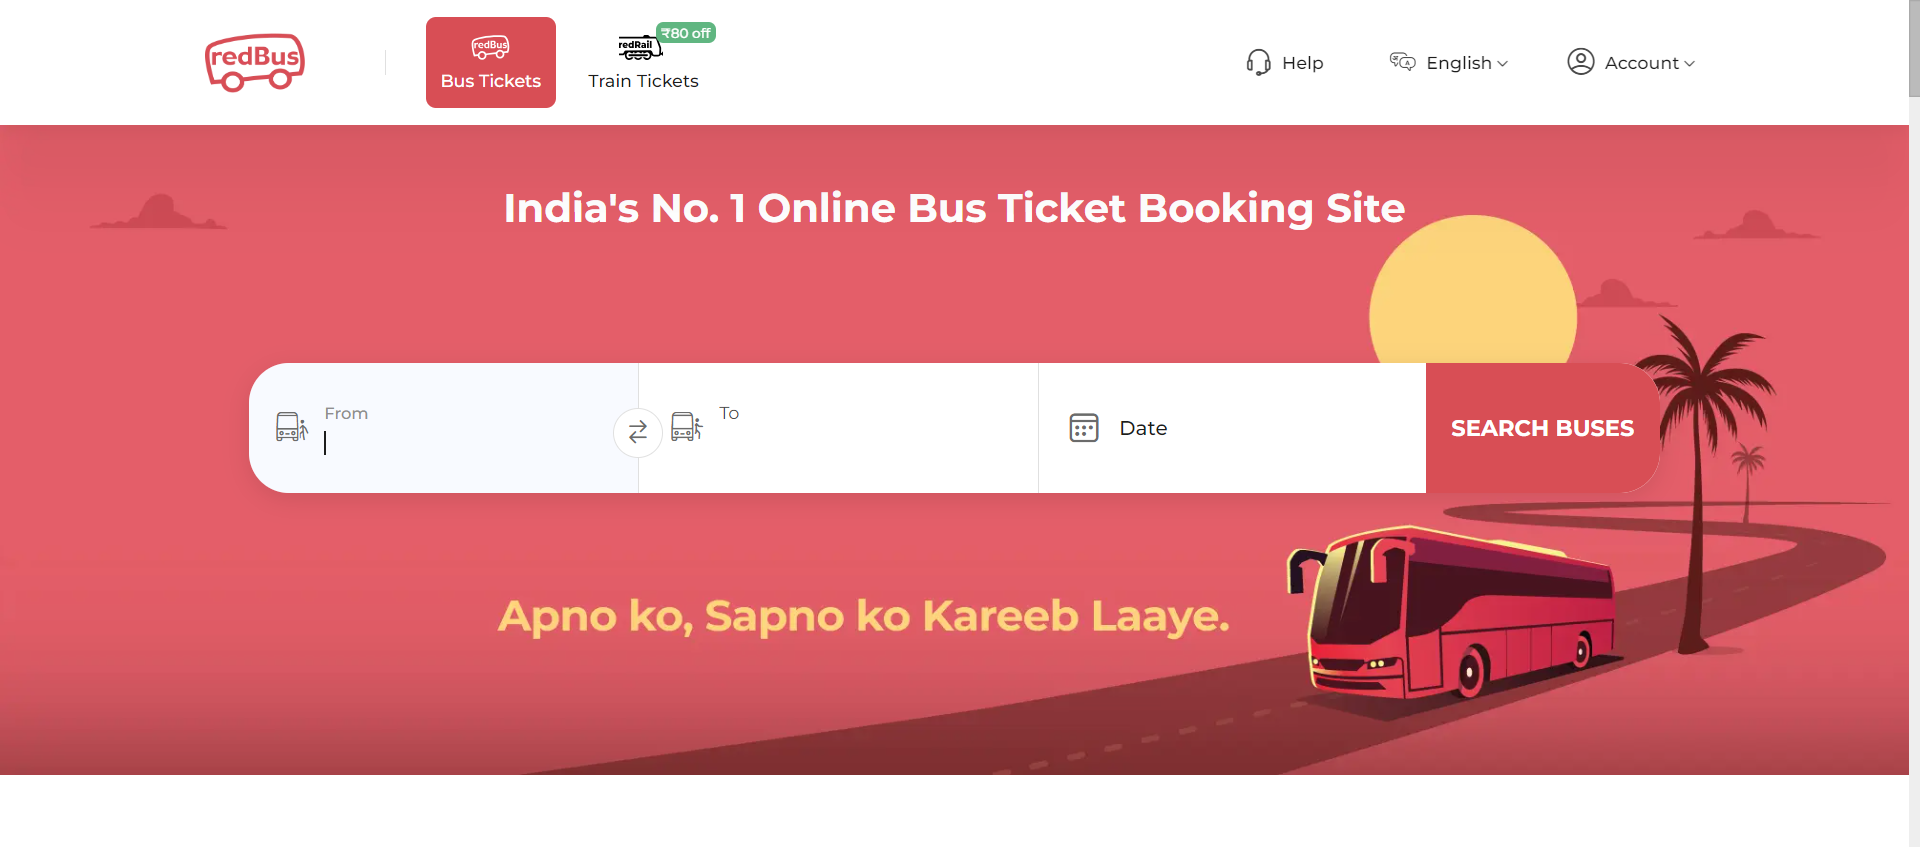 redBus
redBus
Bus Tickets
redRail
₹80 off
Train Tickets
Help
English
Account
India's No. 1 Online Bus Ticket Booking Site
From
To
Date
SEARCH BUSES
Apno ko, Sapno ko Kareeb Laaye.